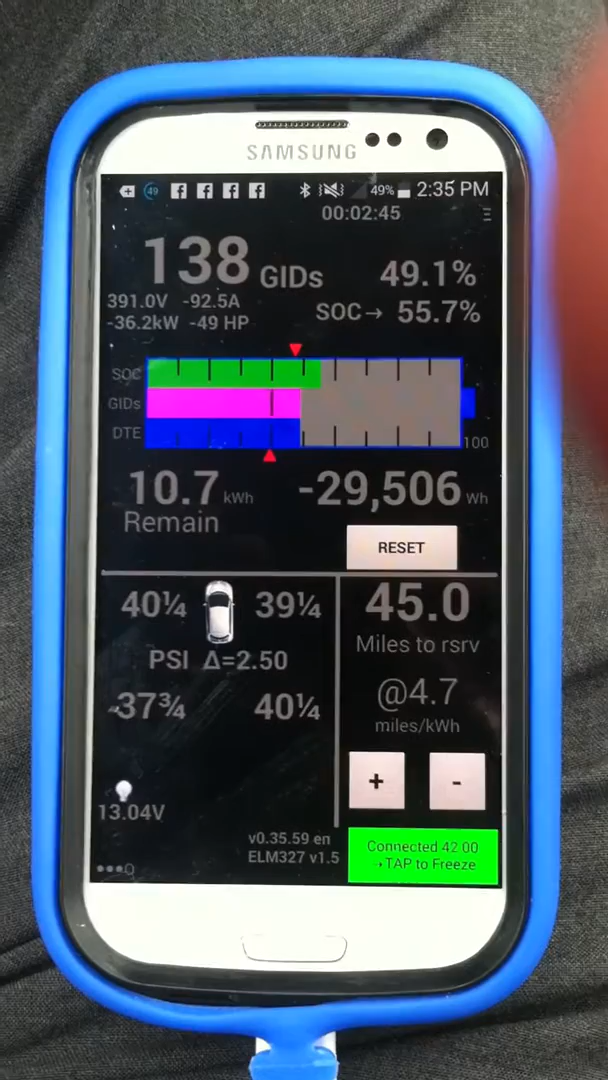 SAMSUNG
49 49% 2:35 PM
00:02:45
138 GIDs 49.1%
391.0V -92.5A
SOC→ 55.7%
-36.2kW -49 HP
SOC
GIDs
DTE
100
10.7 kWh -29,506 Wh
Remain
RESET
40¼ 39¼
PSI Δ=2.50
-37¾ 40¼
45.0
Miles to rsrv
@4.7
miles/kWh
+ -
13.04V
v0.35.59 en
ELM327 v1.5
Connected 42.00
→TAP to Freeze